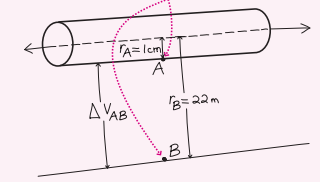 r_A = 1cm
A
ΔV_AB
r_B = 22m
B